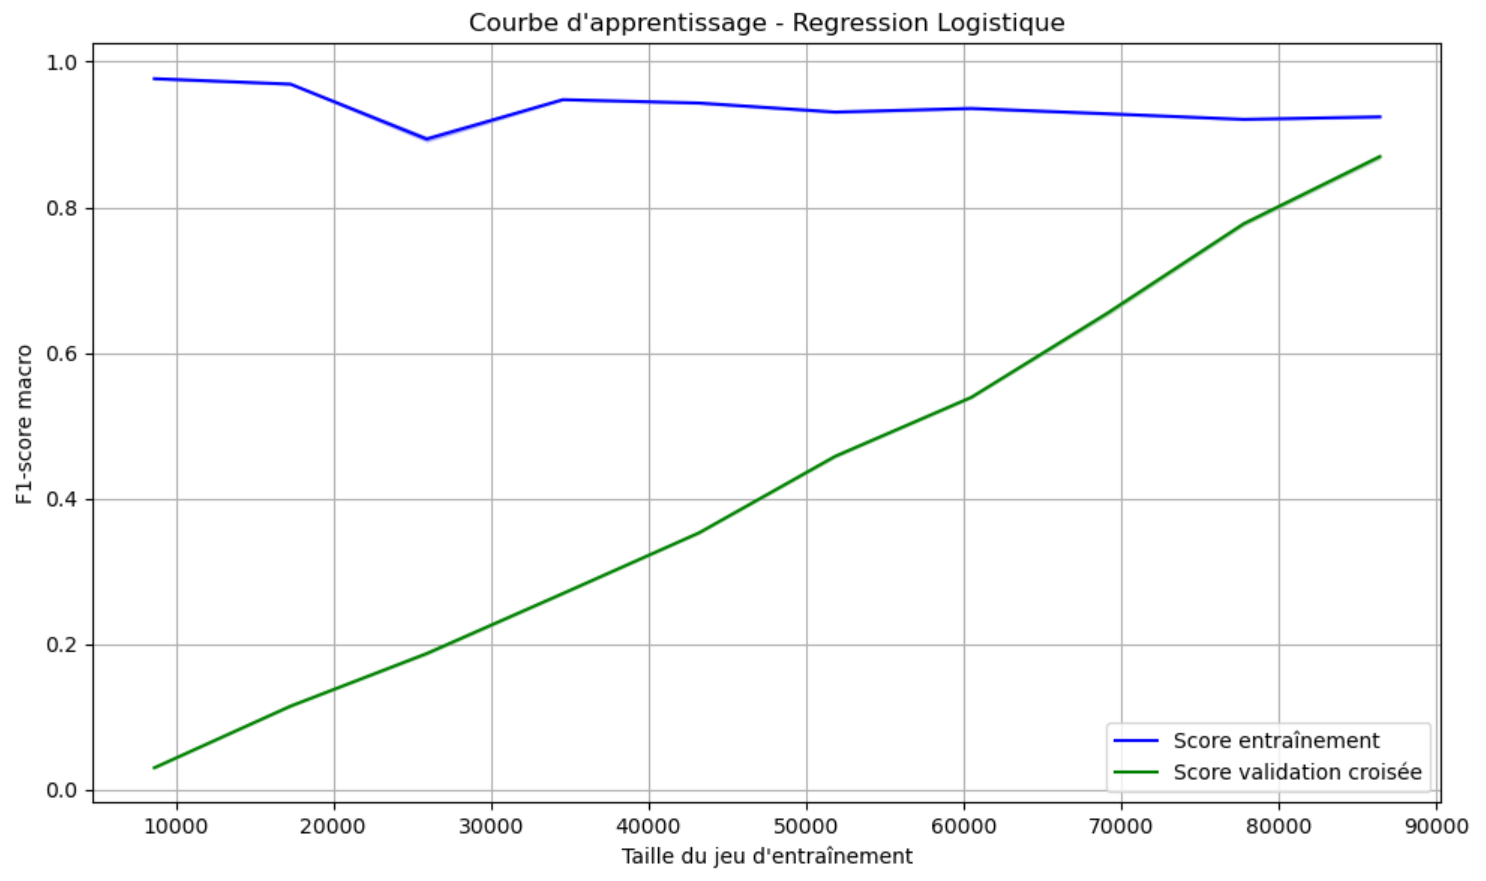 Courbe d'apprentissage - Regression Logistique
1.0
0.8
0.6
0.4
0.2
0.0
F1-score macro
Score entraînement
Score validation croisée
10000 20000 30000 40000 50000 60000 70000 80000 90000
Taille du jeu d'entraînement